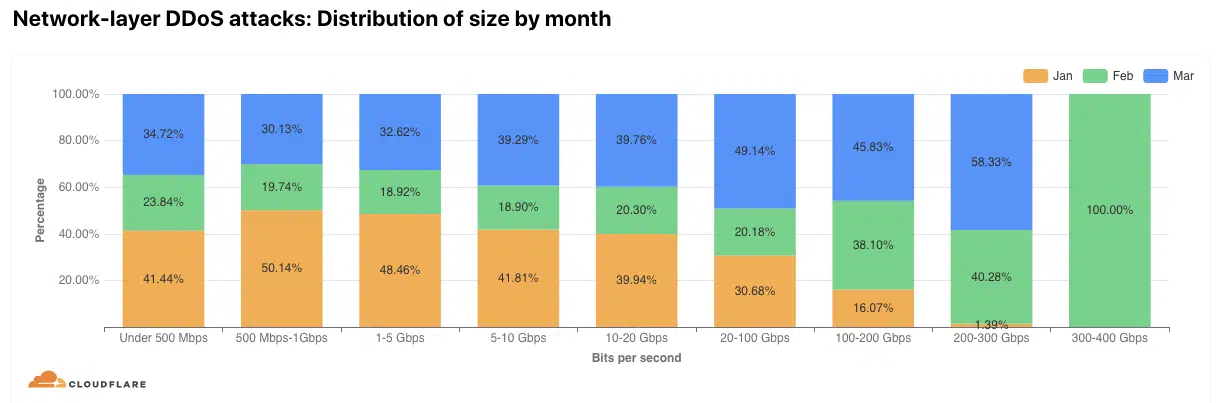 Network-layer DDoS attacks: Distribution of size by month
Jan Feb Mar
100.00%
80.00%
60.00%
40.00%
20.00%
Percentage
34.72% 30.13% 32.62% 39.29% 39.76% 49.14% 45.83% 58.33%
23.84% 19.74% 18.92% 18.90% 20.30% 20.18% 38.10% 40.28% 100.00%
41.44% 50.14% 48.46% 41.81% 39.94% 30.68% 16.07% 1.39%
Under 500 Mbps 500 Mbps-1Gbps 1-5 Gbps 5-10 Gbps 10-20 Gbps 20-100 Gbps 100-200 Gbps 200-300 Gbps 300-400 Gbps
Bits per second
CLOUDFLARE